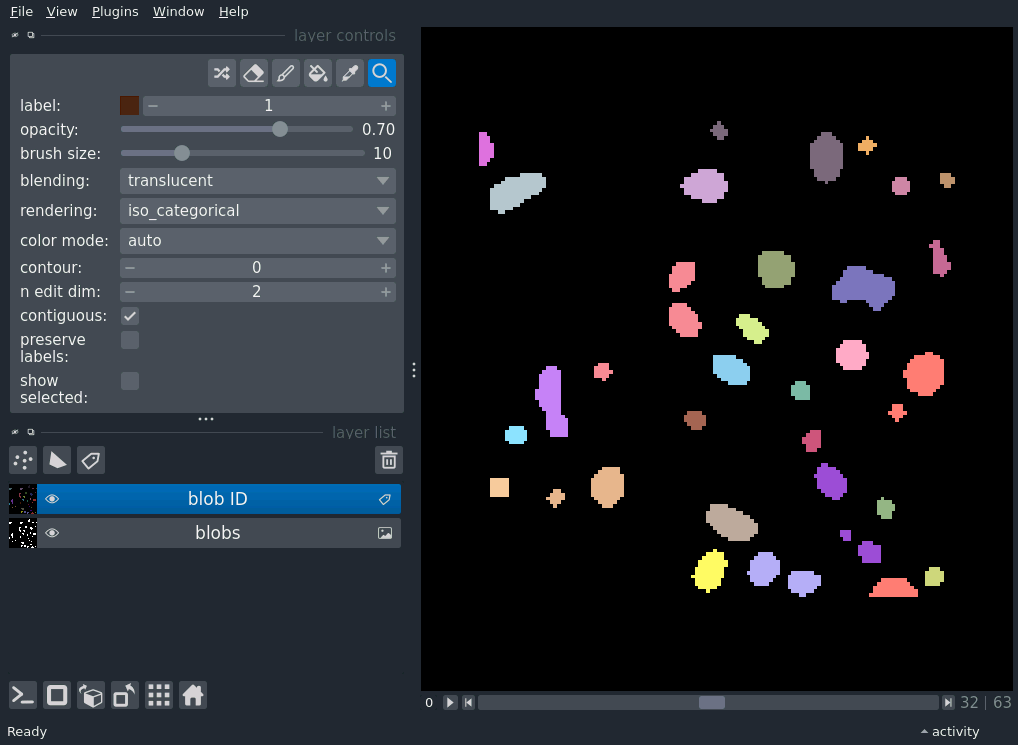 File View Plugins Window Help
layer controls
label: 1
opacity: 0.70
brush size: 10
blending: translucent
rendering: iso_categorical
color mode: auto
contour: 0
n edit dim: 2
contiguous:
preserve
labels:
show
selected:
layer list
blob ID
blobs
0 32 | 63
Ready activity